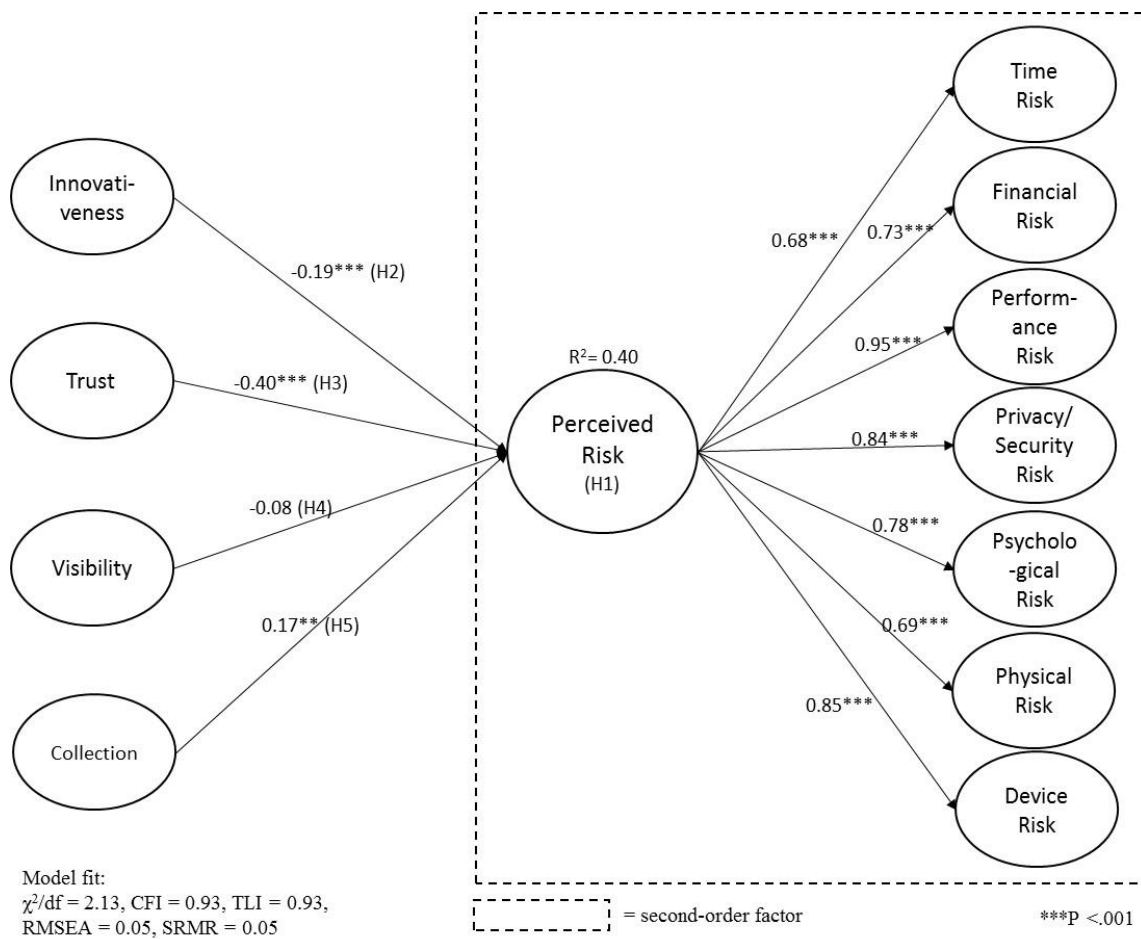 Innovati-
veness
Trust
Visibility
Collection
-0.19*** (H2)
-0.40*** (H3)
-0.08 (H4)
0.17** (H5)
R²= 0.40
Perceived
Risk
(H1)
0.68***
0.73***
0.95***
0.84***
0.78***
0.69***
0.85***
Time
Risk
Financial
Risk
Perform-
ance
Risk
Privacy/
Security
Risk
Psycholo
-gical
Risk
Physical
Risk
Device
Risk
Model fit:
χ²/df = 2.13, CFI = 0.93, TLI = 0.93,
RMSEA = 0.05, SRMR = 0.05
= second-order factor
***P <.001